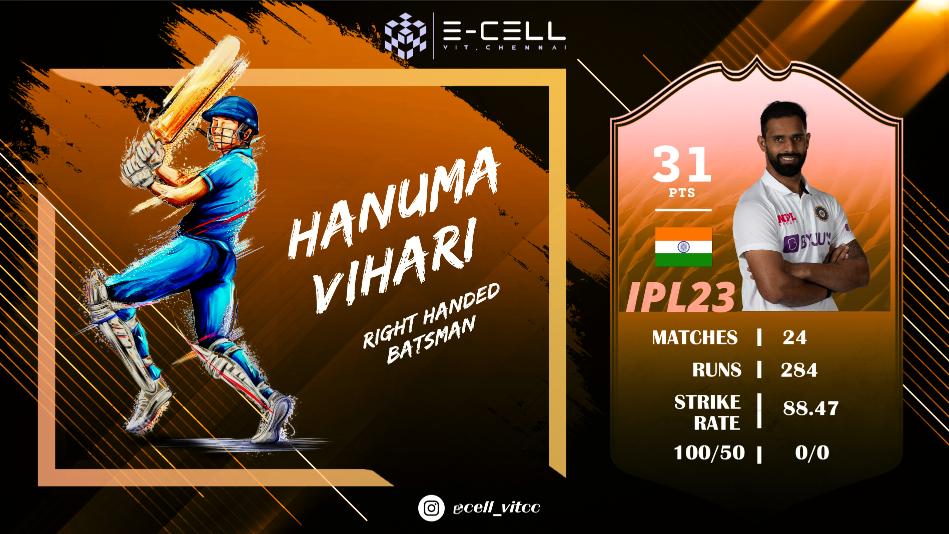 E-CELL
VIT, CHENNAI
HANUMA
VIHARI
RIGHT HANDED
BATSMAN
31
PTS
IPL23
MATCHES | 24
RUNS | 284
STRIKE
RATE | 88.47
100/50 | 0/0
@cell_vitcc